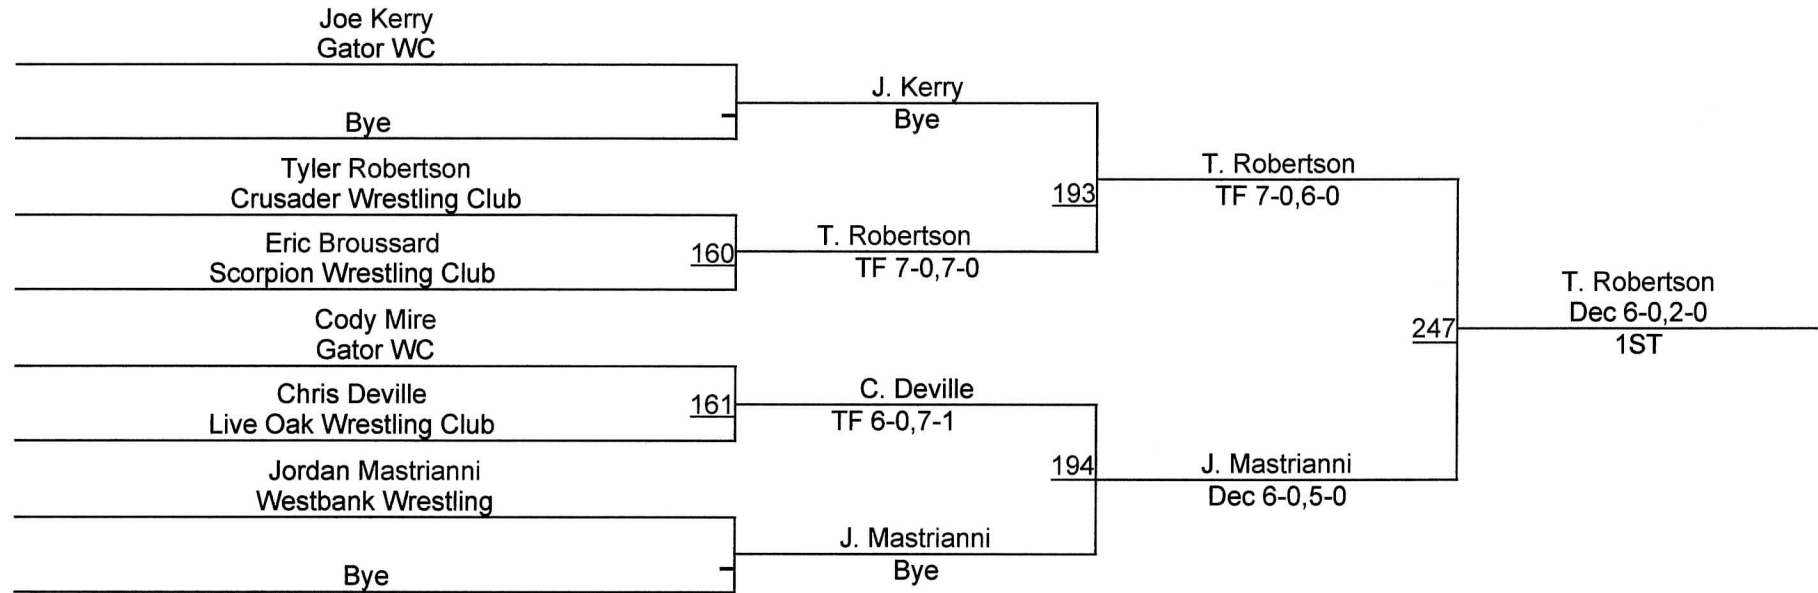 Joe Kerry
Gator WC
Bye
J. Kerry
Bye
Tyler Robertson
Crusader Wrestling Club
Eric Broussard
Scorpion Wrestling Club
160
T. Robertson
TF 7-0,7-0
193
T. Robertson
TF 7-0,6-0
Cody Mire
Gator WC
Chris Deville
Live Oak Wrestling Club
161
C. Deville
TF 6-0,7-1
Jordan Mastrianni
Westbank Wrestling
Bye
J. Mastrianni
Bye
194
J. Mastrianni
Dec 6-0,5-0
247
T. Robertson
Dec 6-0,2-0
1ST